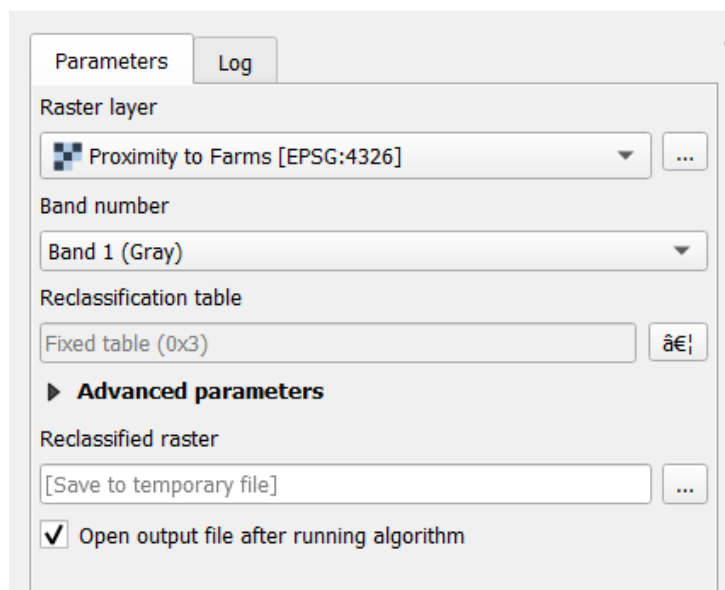 Parameters
Log
Raster layer
Proximity to Farms [EPSG:4326]
...
Band number
Band 1 (Gray)
Reclassification table
Fixed table (0x3)
â€¦
Advanced parameters
Reclassified raster
[Save to temporary file]
...
Open output file after running algorithm